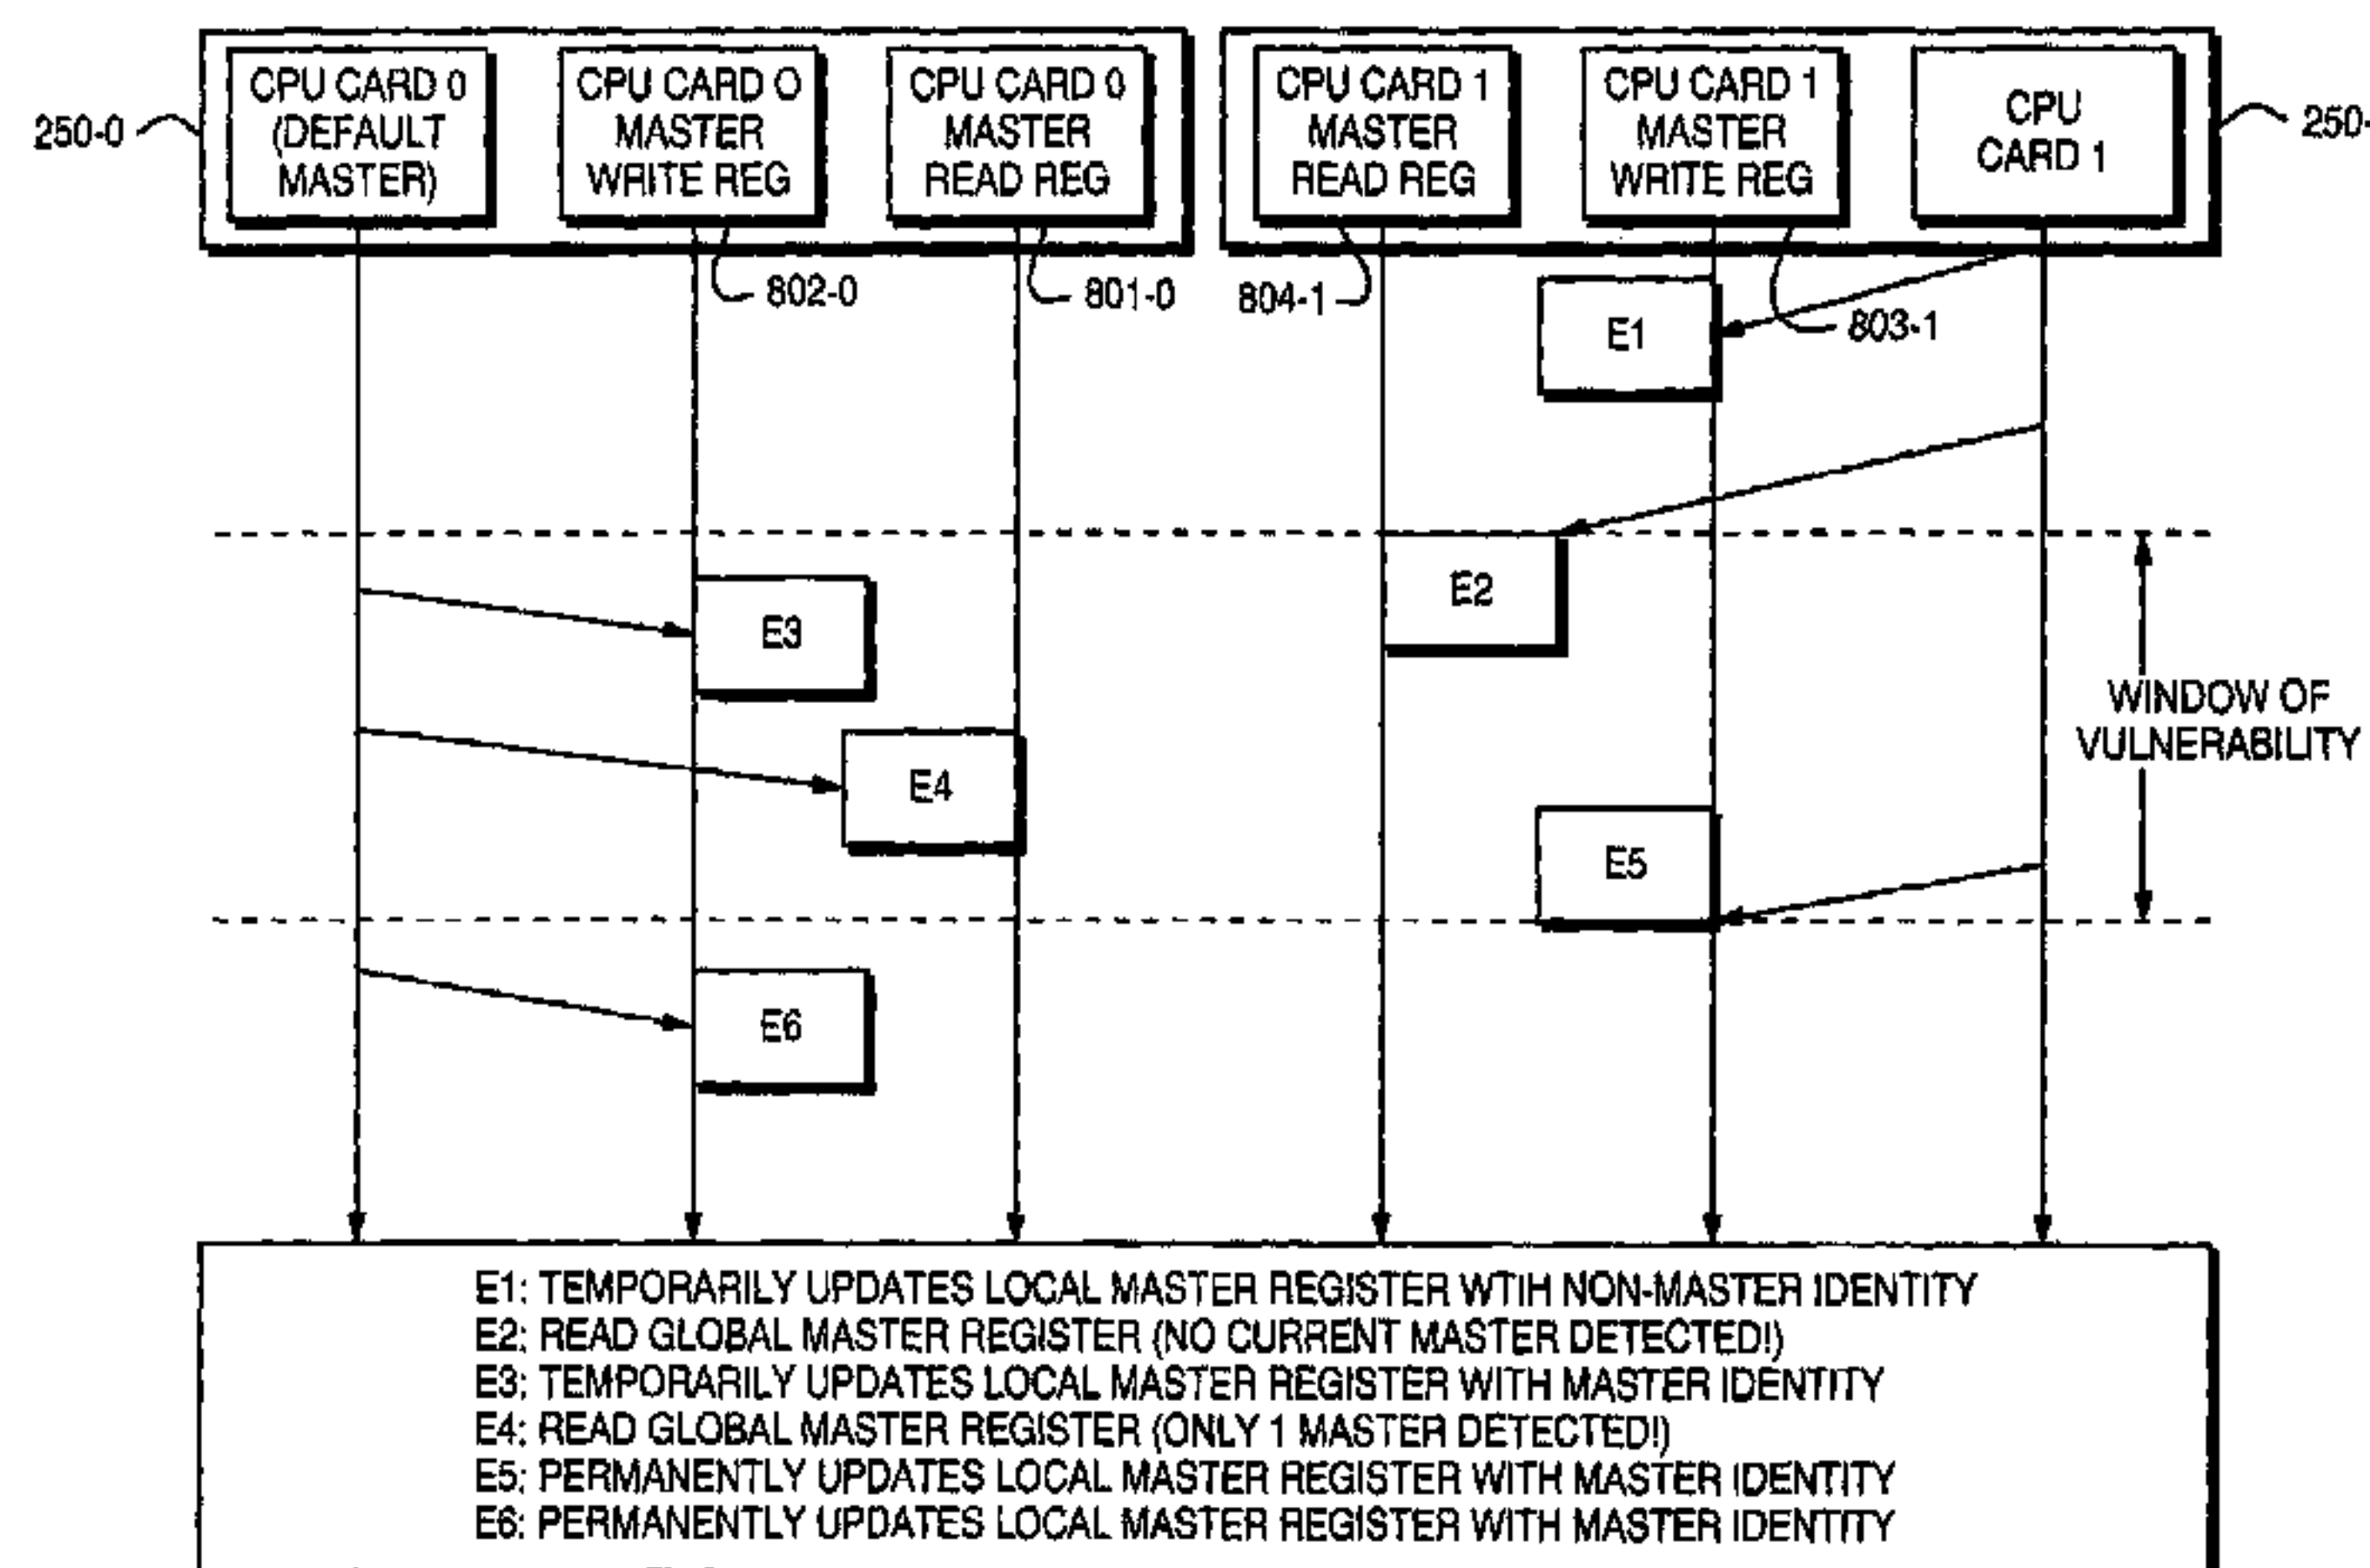 CPU CARD 0
(DEFAULT
MASTER)
CPU CARD O
MASTER
WRITE REG
CPU CARD 0
MASTER
READ REG
CPU CARD 1
MASTER
READ REG
CPU CARD 1
MASTER
WRITE REG
CPU
CARD 1
250-0
250-
802-0
801-0
804-1
803-1
E1
E2
E3
E4
E5
E6
WINDOW OF
VULNERABILITY
E1: TEMPORARILY UPDATES LOCAL MASTER REGISTER WTIH NON-MASTER IDENTITY
E2: READ GLOBAL MASTER REGISTER (NO CURRENT MASTER DETECTED!)
E3: TEMPORARILY UPDATES LOCAL MASTER REGISTER WITH MASTER IDENTITY
E4: READ GLOBAL MASTER REGISTER (ONLY 1 MASTER DETECTED!)
E5: PERMANENTLY UPDATES LOCAL MASTER REGISTER WITH MASTER IDENTITY
E6: PERMANENTLY UPDATES LOCAL MASTER REGISTER WITH MASTER IDENTITY